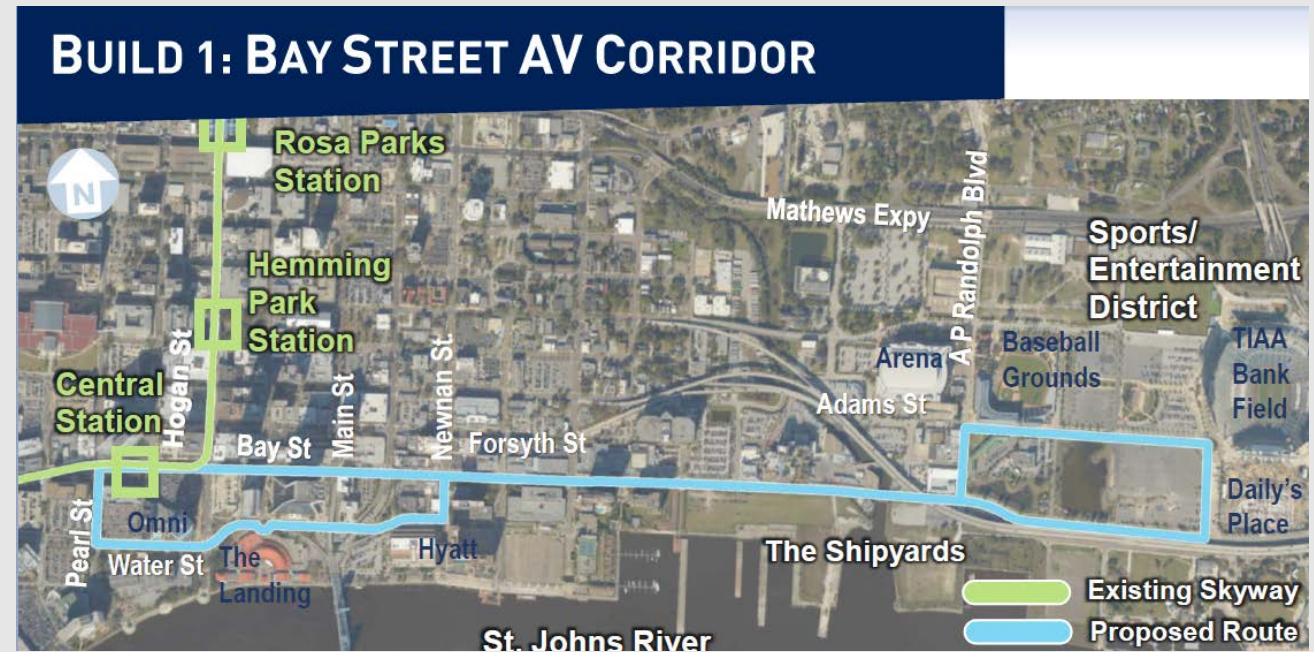 BUILD 1: BAY STREET AV CORRIDOR
N
Rosa Parks
Station
Hemming
Park
Station
Central
Station
Hogan St
Mathews Expy
A P Randolph Blvd
Sports/
Entertainment
District
Arena
Baseball
Grounds
TIAA
Bank
Field
Adams St
Bay St
Main St
Newnan St.
Forsyth St
Pearl St
Omni
Water St
The
Landing
Hyatt
The Shipyards
Daily's
Place
St. Johns River
Existing Skyway
Proposed Route